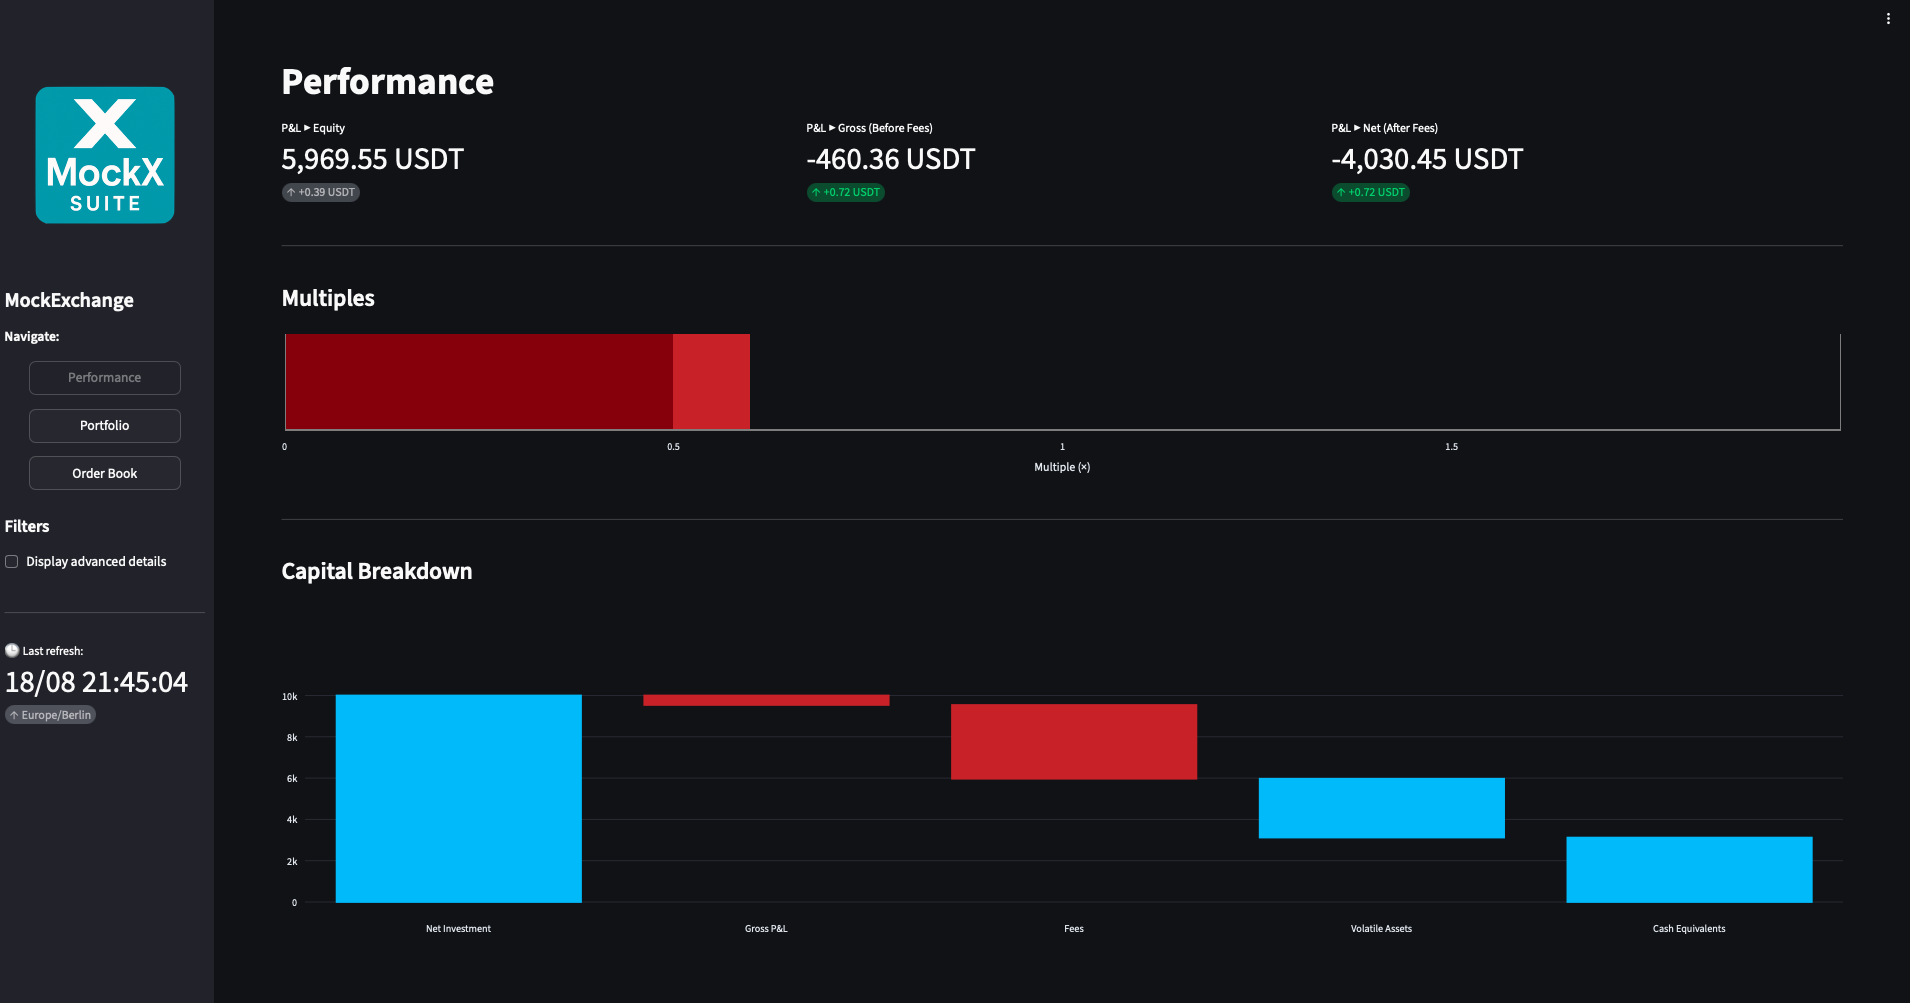 X
MockX
SUITE
MockExchange
Navigate:
Performance
Portfolio
Order Book
Filters
Display advanced details
Last refresh:
18/08 21:45:04
↑ Europe/Berlin
Performance
P&L ▸ Equity
5,969.55 USDT
↑ +0.39 USDT
P&L ▸ Gross (Before Fees)
-460.36 USDT
↑ +0.72 USDT
P&L ▸ Net (After Fees)
-4,030.45 USDT
↑ +0.72 USDT
Multiples
0 0.5 1 1.5
Multiple (×)
Capital Breakdown
10k
8k
6k
4k
2k
0
Net Investment Gross P&L Fees Volatile Assets Cash Equivalents